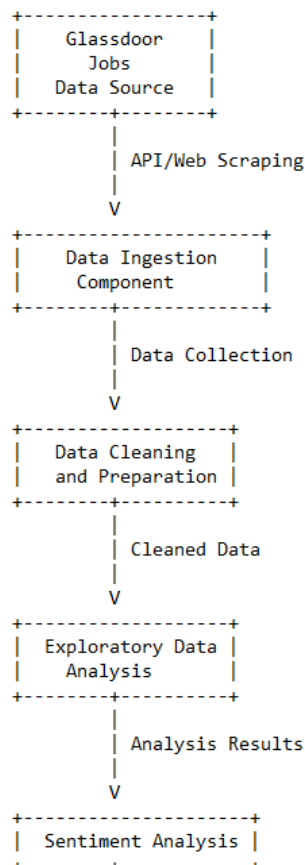 Glassdoor
Jobs
Data Source
API/Web Scraping
V
Data Ingestion
Component
Data Collection
V
Data Cleaning
and Preparation
Cleaned Data
V
Exploratory Data
Analysis
Analysis Results
V
Sentiment Analysis